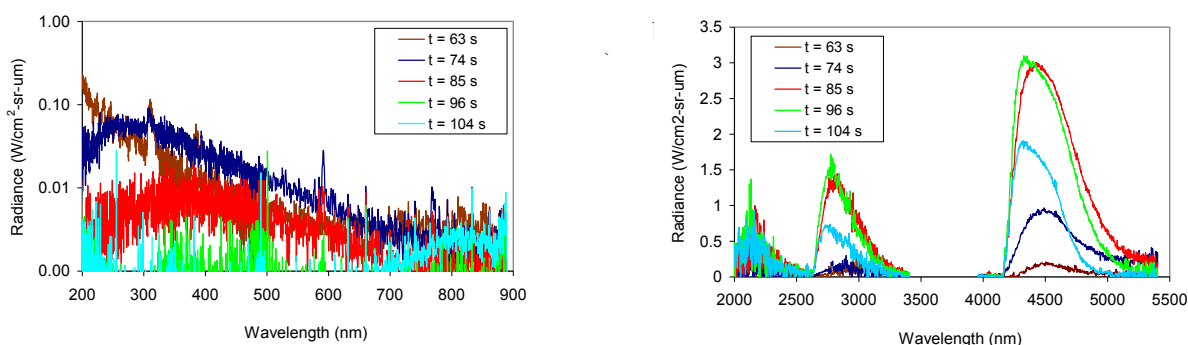 1.00
0.10
0.01
0.00
Radiance (W/cm²-sr-um)
200 300 400 500 600 700 800 900
Wavelength (nm)
t = 63 s
t = 74 s
t = 85 s
t = 96 s
t = 104 s
3.5
3
2.5
2
1.5
1
0.5
0
Radiance (W/cm2-sr-um)
2000 2500 3000 3500 4000 4500 5000 5500
Wavelength (nm)
t = 63 s
t = 74 s
t = 85 s
t = 96 s
t = 104 s